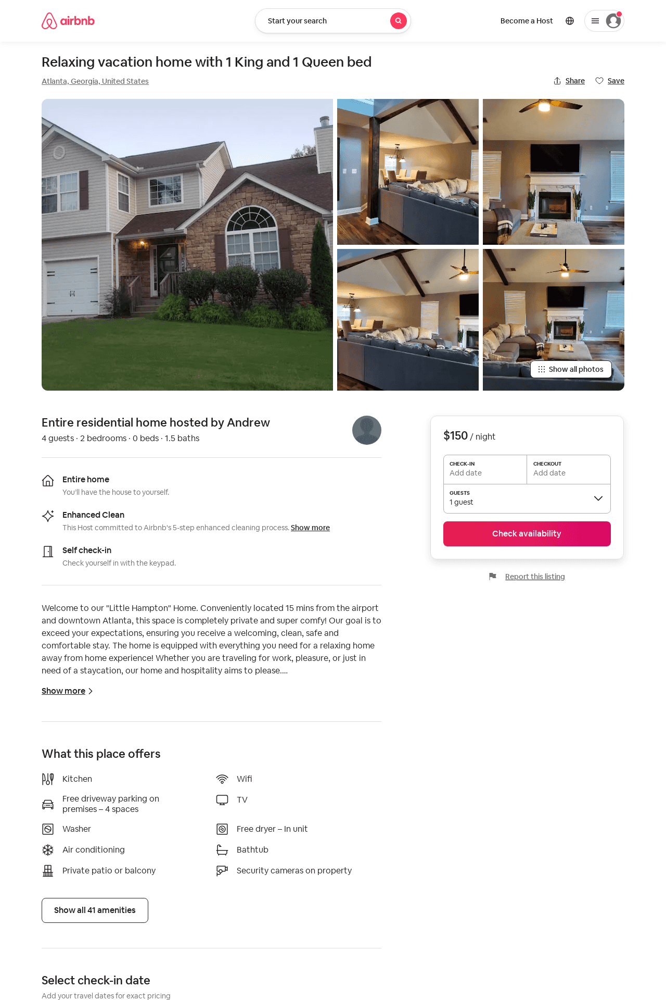 airbnb
Start your search
Become a Host
Relaxing vacation home with 1 King and 1 Queen bed
Atlanta, Georgia, United States
Share
Save
Show all photos
Entire residential home hosted by Andrew
4 guests · 2 bedrooms · 0 beds · 1.5 baths
$150 / night
CHECK-IN
Add date
CHECKOUT
Add date
GUESTS
1 guest
Check availability
Report this listing
Entire home
You’ll have the house to yourself.
Enhanced Clean
This Host committed to Airbnb's 5-step enhanced cleaning process. Show more
Self check-in
Check yourself in with the keypad.
Welcome to our "Little Hampton" Home. Conveniently located 15 mins from the airport
and downtown Atlanta, this space is completely private and super comfy! Our goal is to
exceed your expectations, ensuring you receive a welcoming, clean, safe and
comfortable stay. The home is equipped with everything you need for a relaxing home
away from home experience! Whether you are traveling for work, pleasure, or just in
need of a staycation, our home and hospitality aims to please.…
Show more
What this place offers
Kitchen
Wifi
Free driveway parking on
premises – 4 spaces
TV
Washer
Free dryer – In unit
Air conditioning
Bathtub
Private patio or balcony
Security cameras on property
Show all 41 amenities
Select check-in date
Add your travel dates for exact pricing